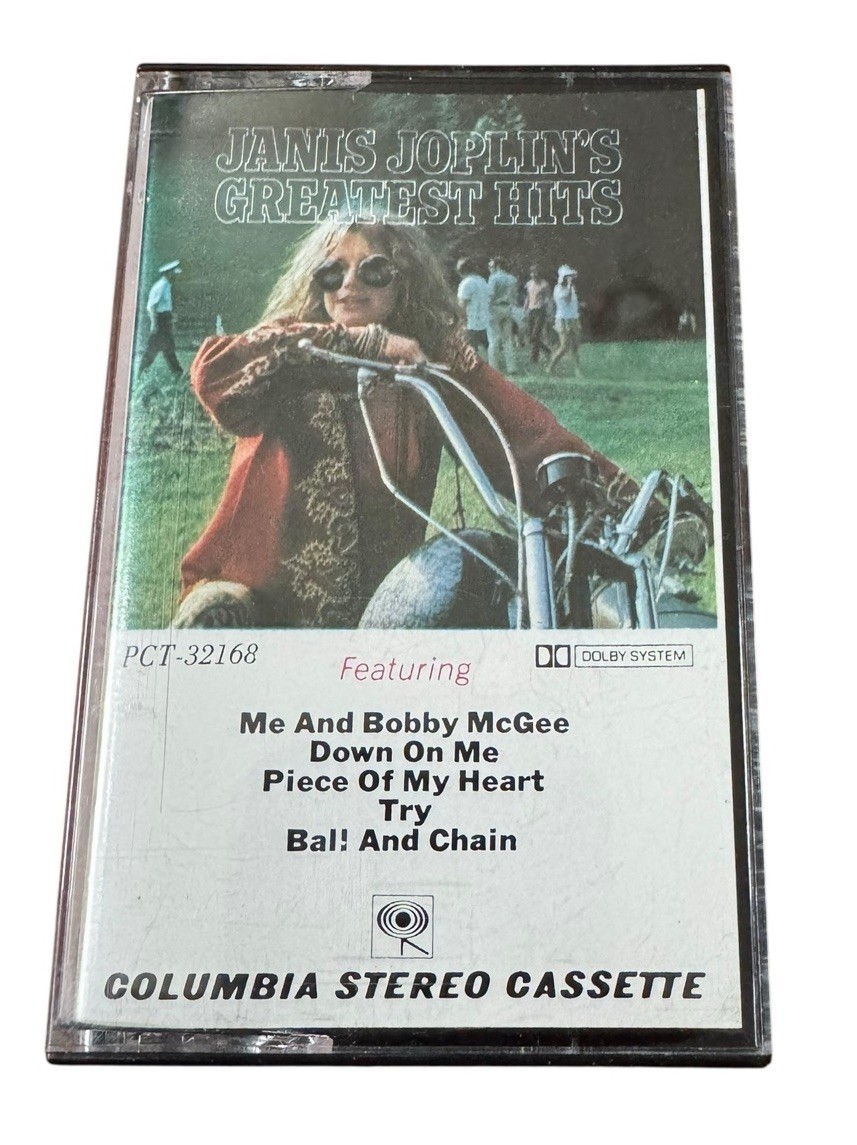 JANIS JOPLIN'S
GREATEST HITS
PCT-32168
Featuring
DOLBY SYSTEM
Me And Bobby McGee
Down On Me
Piece Of My Heart
Try
Ball And Chain
COLUMBIA STEREO CASSETTE